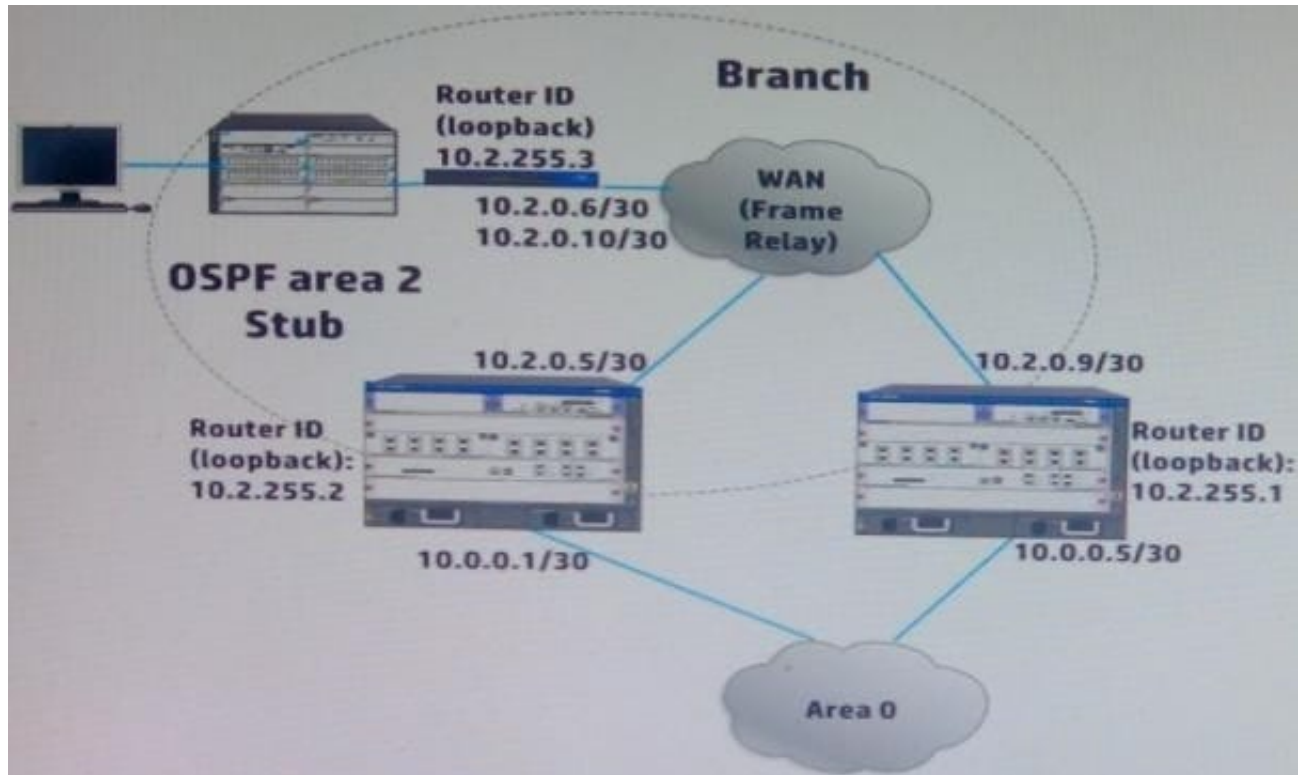 Branch
Router ID
(loopback)
10.2.255.3
WAN
(Frame
Relay)
10.2.0.6/30
10.2.0.10/30
OSPF area 2
Stub
10.2.0.5/30
10.2.0.9/30
Router ID
(loopback):
10.2.255.2
Router ID
(loopback):
10.2.255.1
10.0.0.1/30
10.0.0.5/30
Area 0